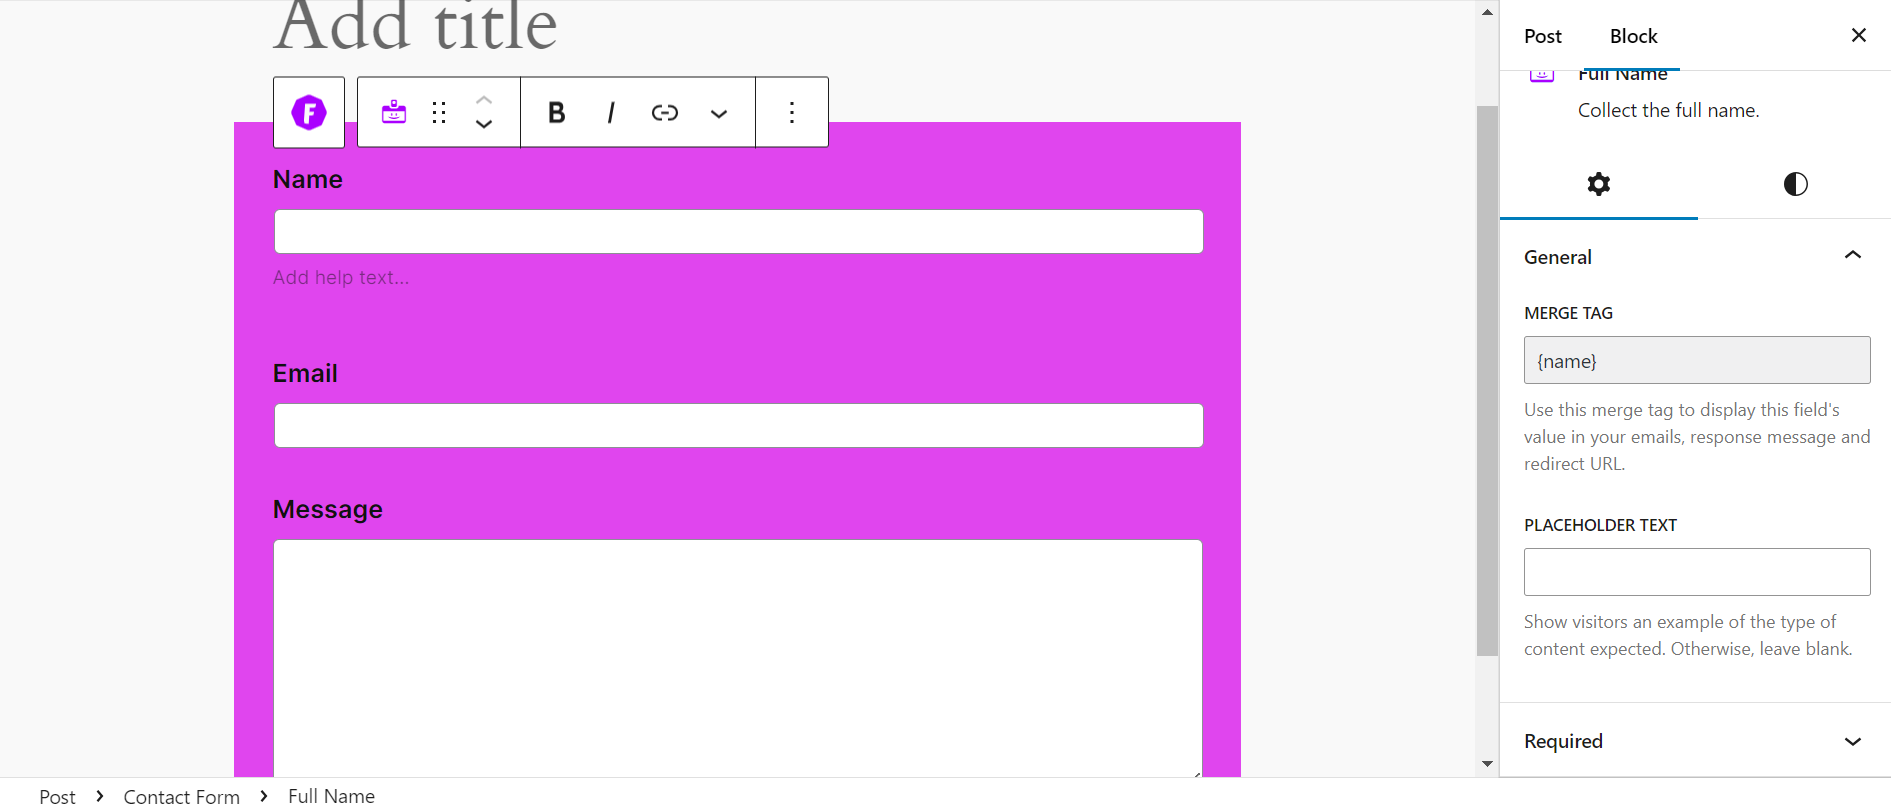 Add title
F
B I
Name
Add help text...
Email
Message
Post Block
Full Name
Collect the full name.
General
MERGE TAG
{name}
Use this merge tag to display this field's
value in your emails, response message and
redirect URL.
PLACEHOLDER TEXT
Show visitors an example of the type of
content expected. Otherwise, leave blank.
Required
Post > Contact Form > Full Name